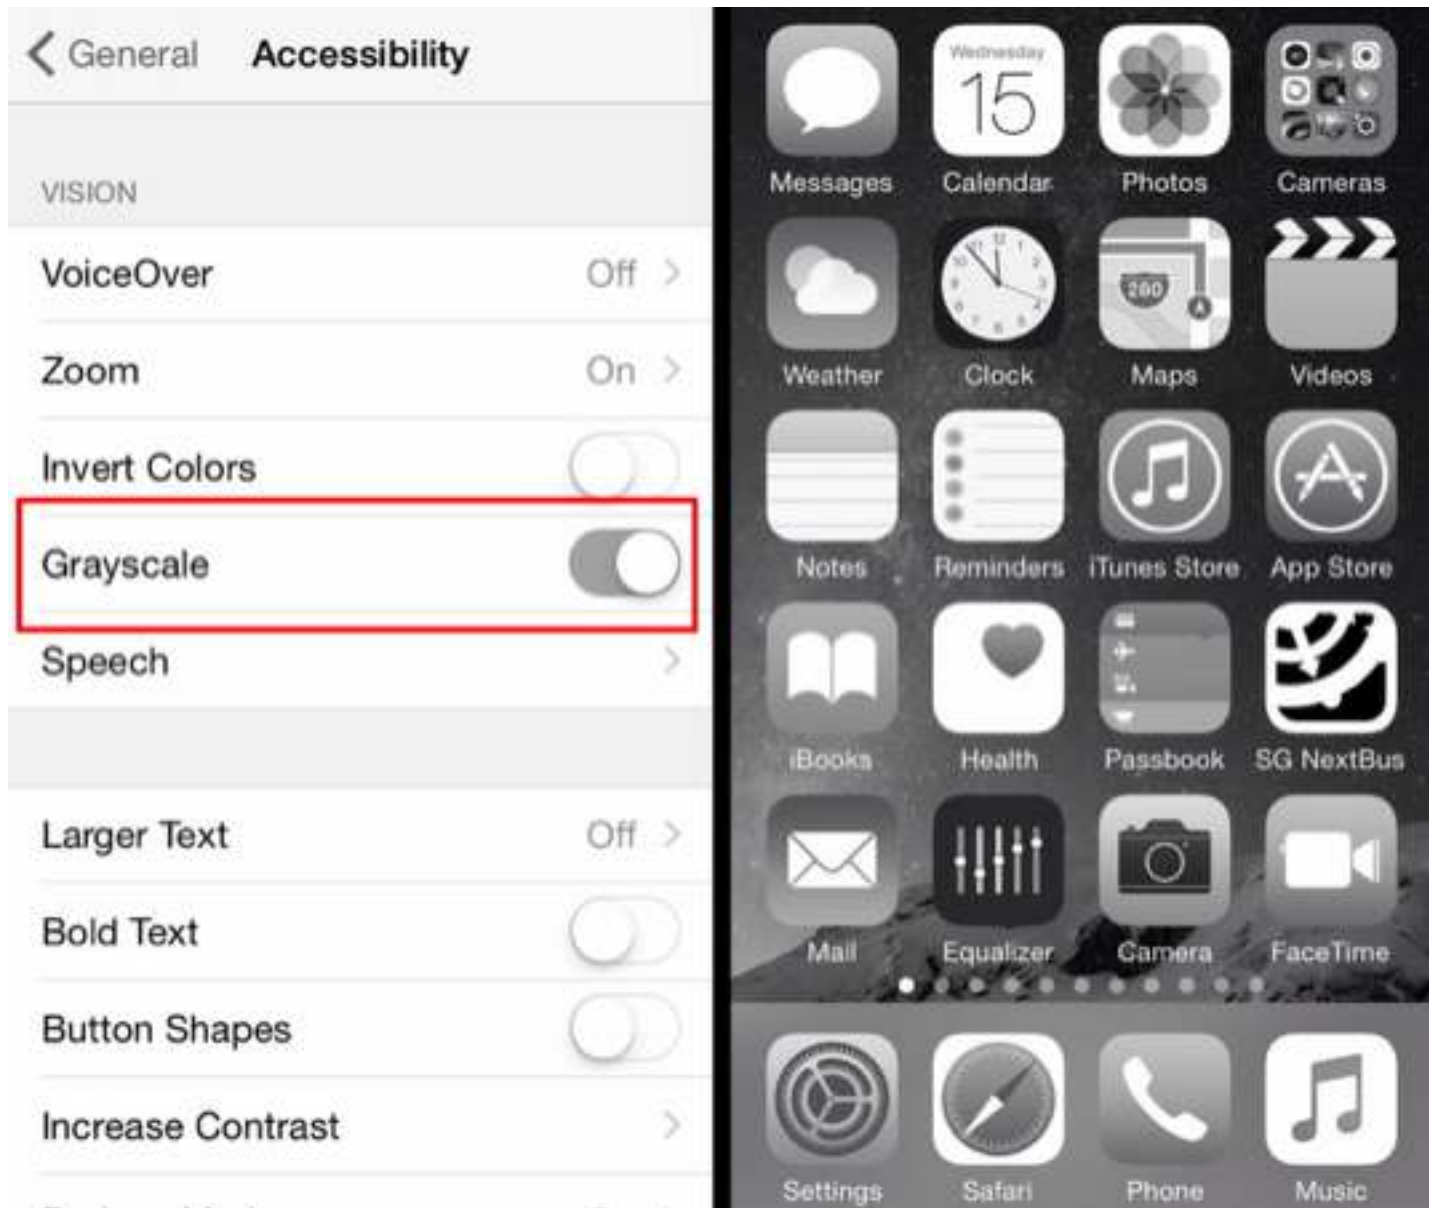 General Accessibility
VISION
VoiceOver Off
Zoom On
Invert Colors
Grayscale
Speech
Larger Text Off
Bold Text
Button Shapes
Increase Contrast
Wednesday
15
Messages Calendar Photos Cameras
280
Weather Clock Maps Videos
Notes Reminders iTunes Store App Store
iBooks Health Passbook SG NextBus
Mail Equalizer Camera FaceTime
Settings Safari Phone Music